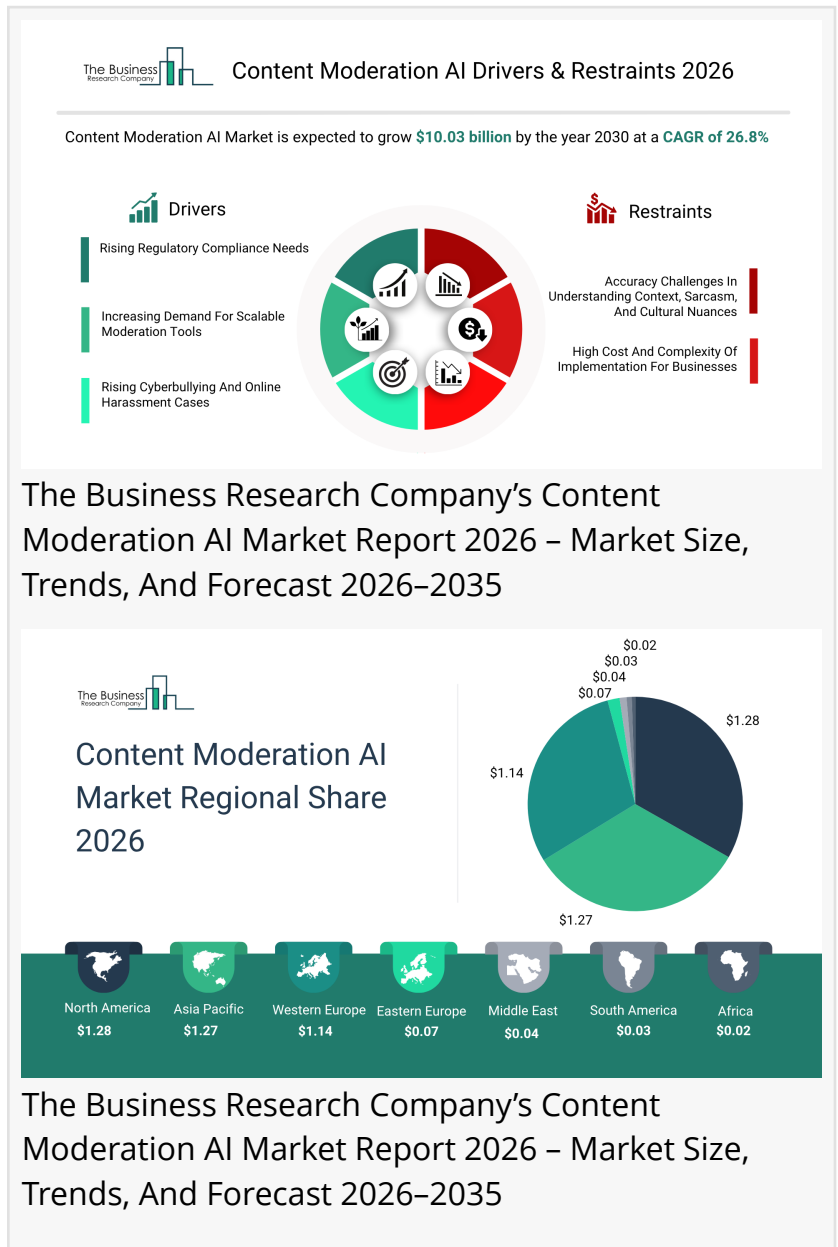 The Business
Research Company
Content Moderation AI Drivers & Restraints 2026
Content Moderation AI Market is expected to grow $10.03 billion by the year 2030 at a CAGR of 26.8%
Drivers
Rising Regulatory Compliance Needs
Increasing Demand For Scalable
Moderation Tools
Rising Cyberbullying And Online
Harassment Cases
$
Restraints
Accuracy Challenges In
Understanding Context, Sarcasm,
And Cultural Nuances
High Cost And Complexity Of
Implementation For Businesses
$
The Business Research Company’s Content
Moderation AI Market Report 2026 – Market Size,
Trends, And Forecast 2026–2035
The Business
Research Company
Content Moderation AI
Market Regional Share
2026
$0.02
$0.03
$0.04
$0.07
$1.28
$1.14
$1.27
North America
$1.28
Asia Pacific
$1.27
Western Europe
$1.14
Eastern Europe
$0.07
Middle East
$0.04
South America
$0.03
Africa
$0.02
The Business Research Company’s Content
Moderation AI Market Report 2026 – Market Size,
Trends, And Forecast 2026–2035